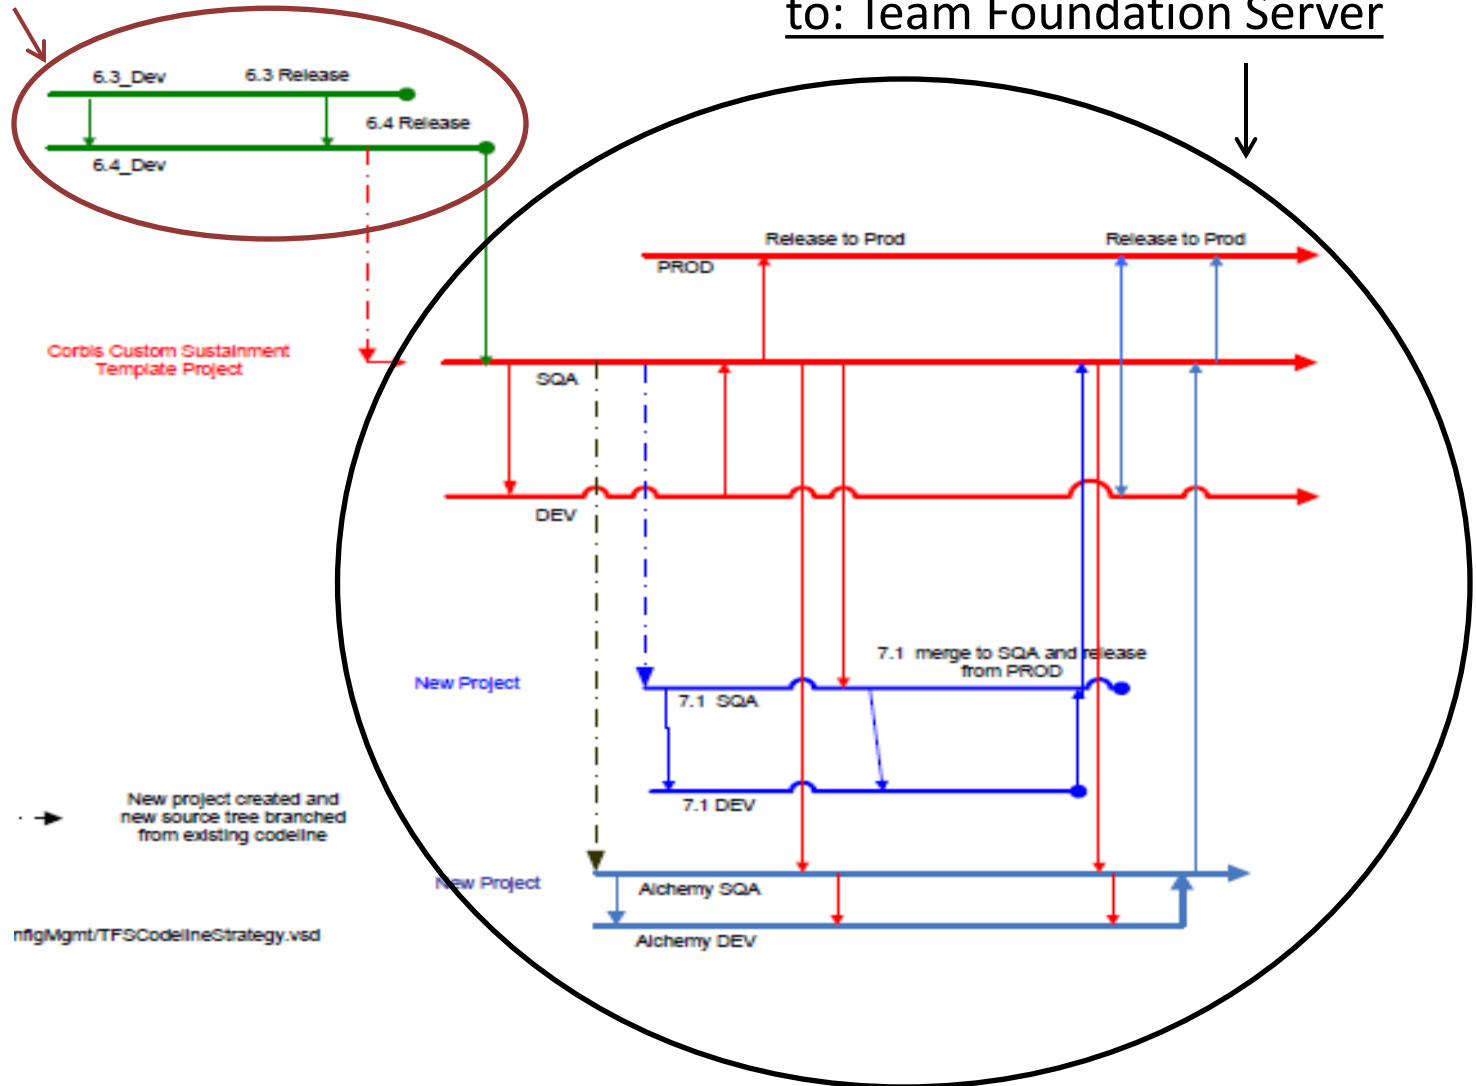 to: Team Foundation Server
6.3_Dev
6.3 Release
6.4 Release
6.4_Dev
Release to Prod
Release to Prod
PROD
Corbis Custom Sustainment
Template Project
SQA
DEV
7.1 merge to SQA and release
from PROD
New Project
7.1 SQA
7.1 DEV
New project created and
new source tree branched
from existing codeline
New Project
Alchemy SQA
nfigMgmt/TFSCodelineStrategy.vsd
Alchemy DEV